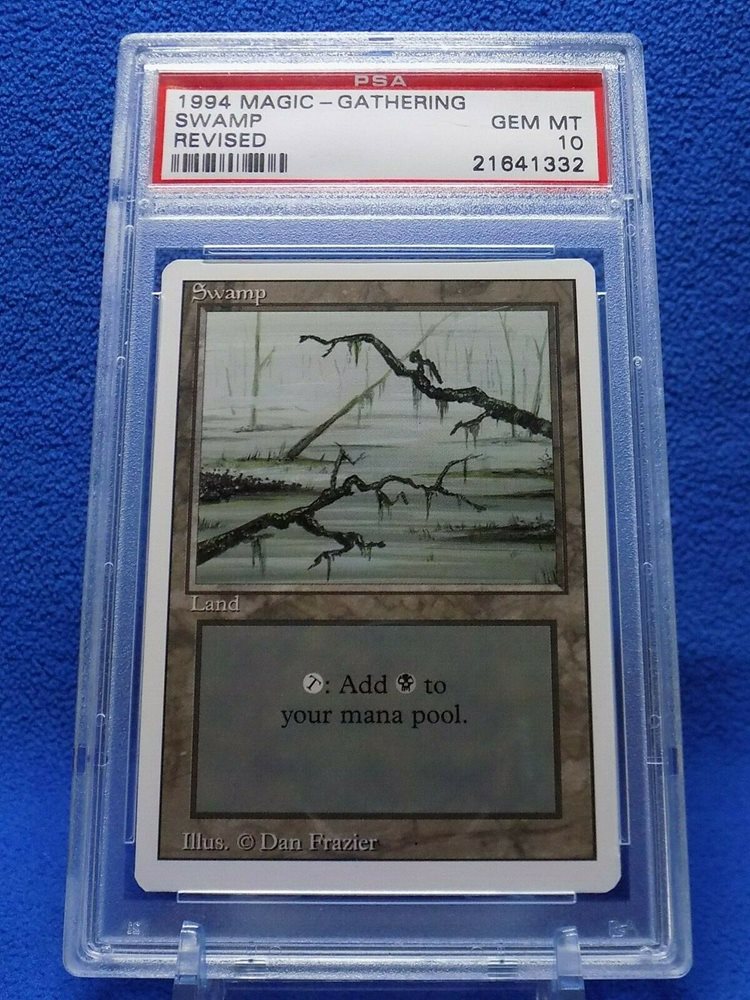 PSA
1994 MAGIC - GATHERING
SWAMP GEM MT
REVISED 10
21641332
Swamp
Land
T: Add to
your mana pool.
Illus. © Dan Frazier